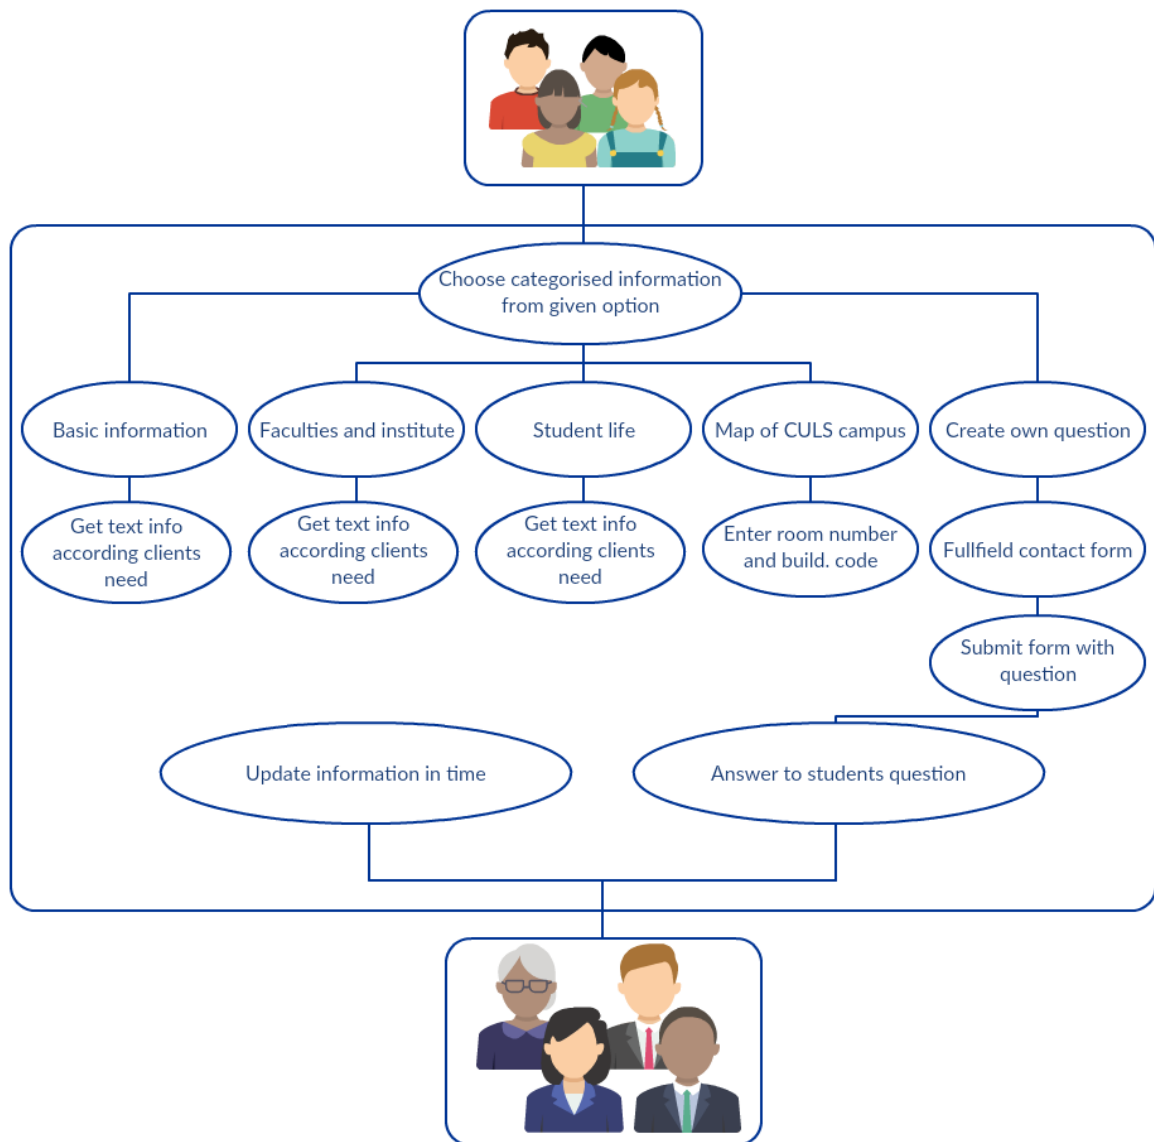 Choose categorised information
from given option
Basic information
Faculties and institute
Student life
Map of CULS campus
Create own question
Get text info
according clients
need
Get text info
according clients
need
Get text info
according clients
need
Enter room number
and build. code
Fullfield contact form
Submit form with
question
Update information in time
Answer to students question